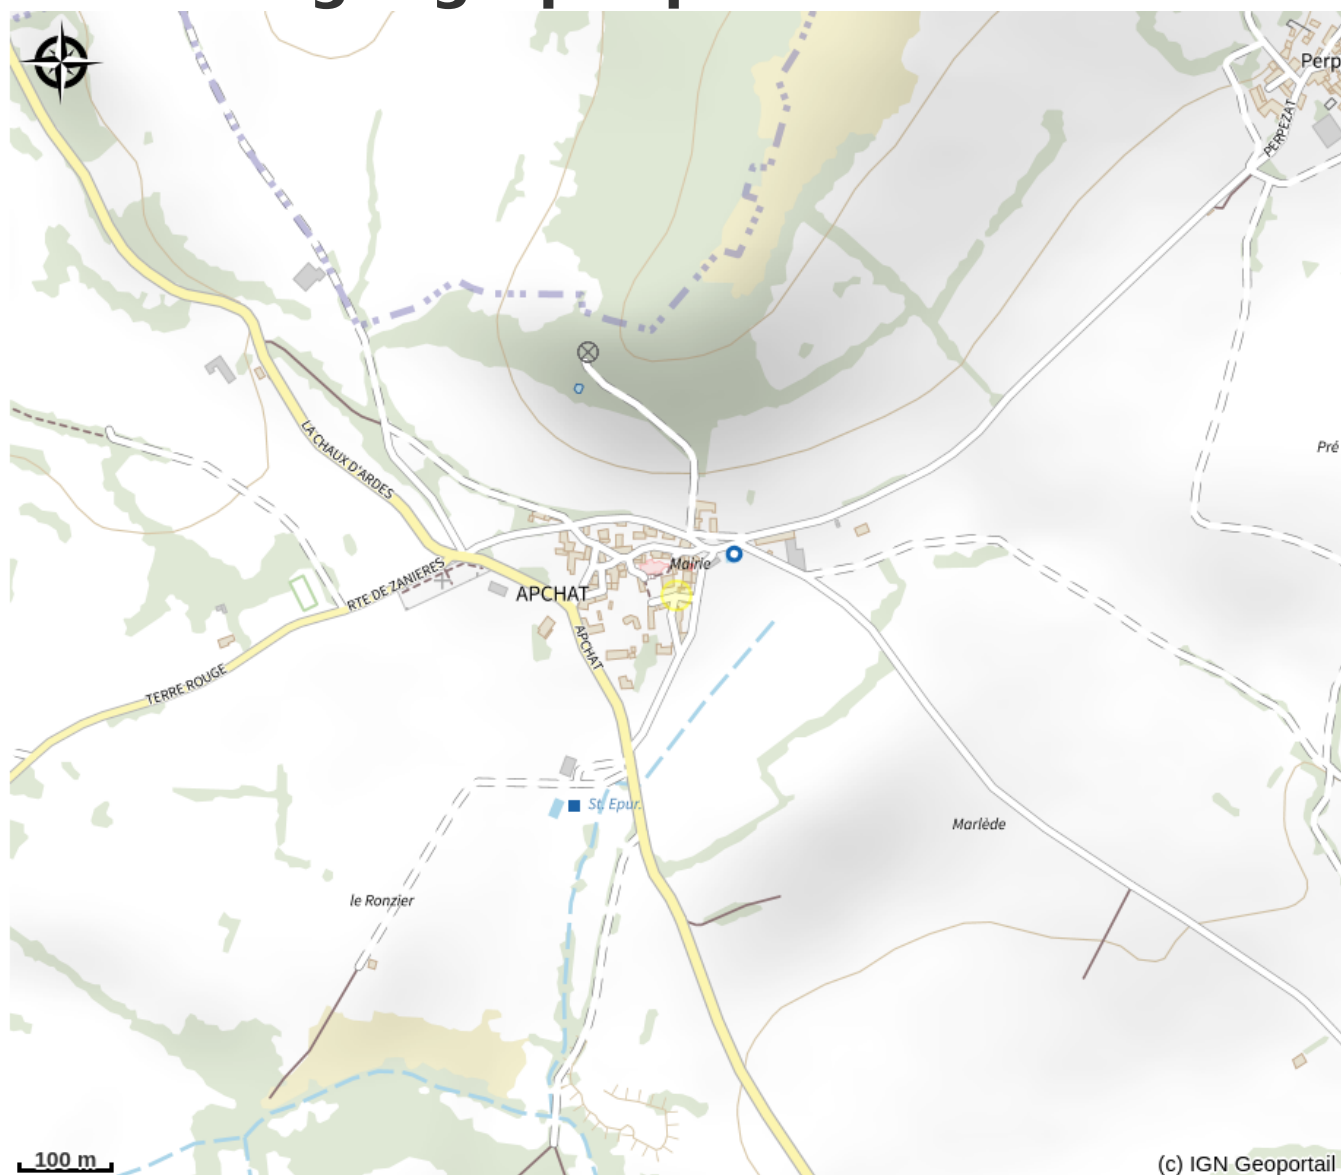 Perp
PERPEZAT
LA CHAUX D'ARDES
Pré
Mairie
RTE DE ZANIERES
APCHAT
APCHAT
TERRE ROUGE
St. Epur.
Marlède
le Ronzier
100 m
(c) IGN Geoportail